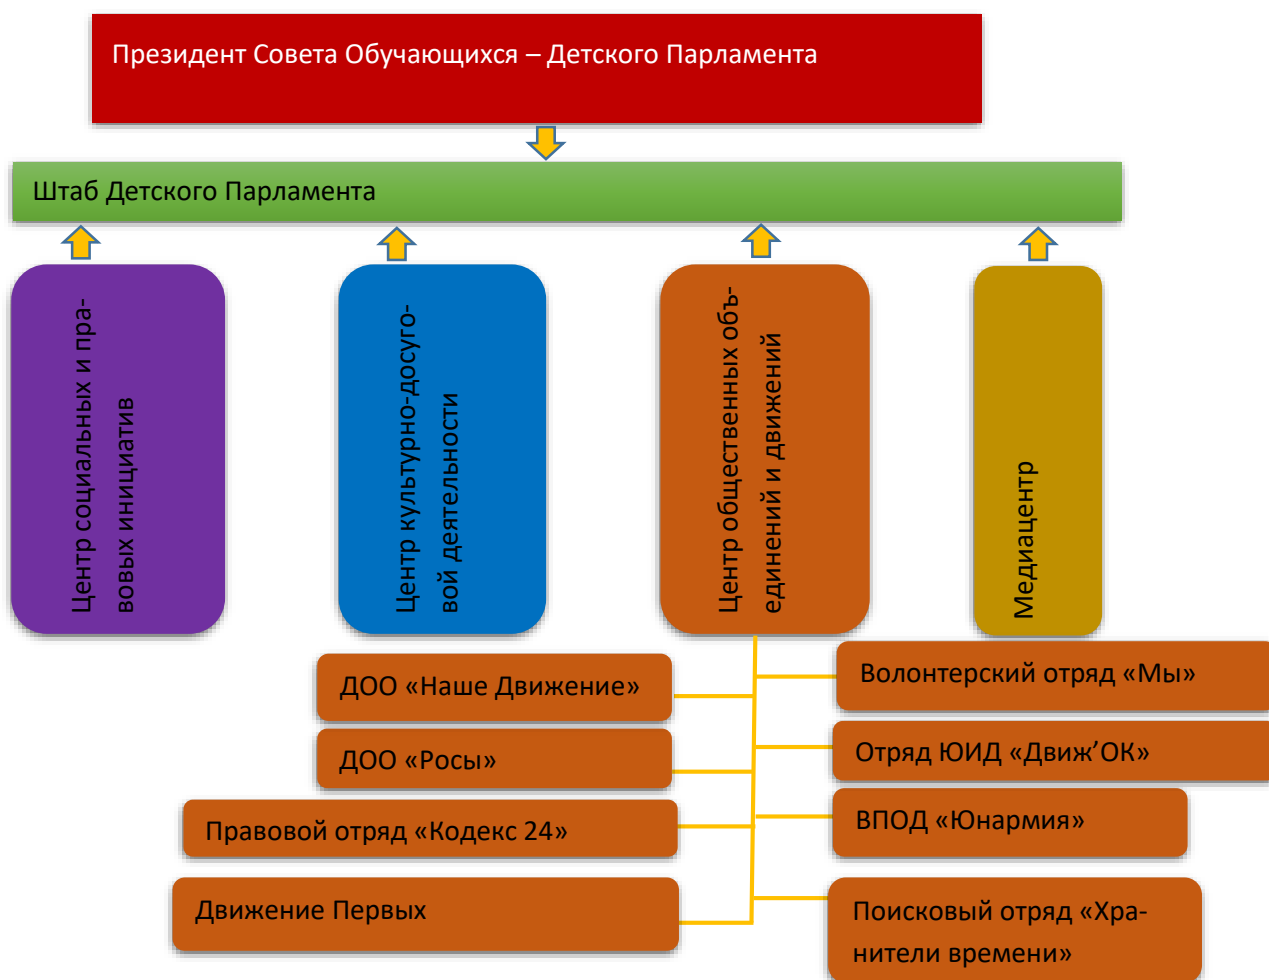 Президент Совета Обучающихся – Детского Парламента
Штаб Детского Парламента
Центр социальных и пра-
вовых инициатив
Центр культурно-досуго-
вой деятельности
Центр общественных объ-
единений и движений
Медиацентр
ДОО «Наше Движение»
ДОО «Росы»
Правовой отряд «Кодекс 24»
Движение Первых
Волонтерский отряд «Мы»
Отряд ЮИД «Движ’ОК»
ВПОД «Юнармия»
Поисковый отряд «Хра-
нители времени»